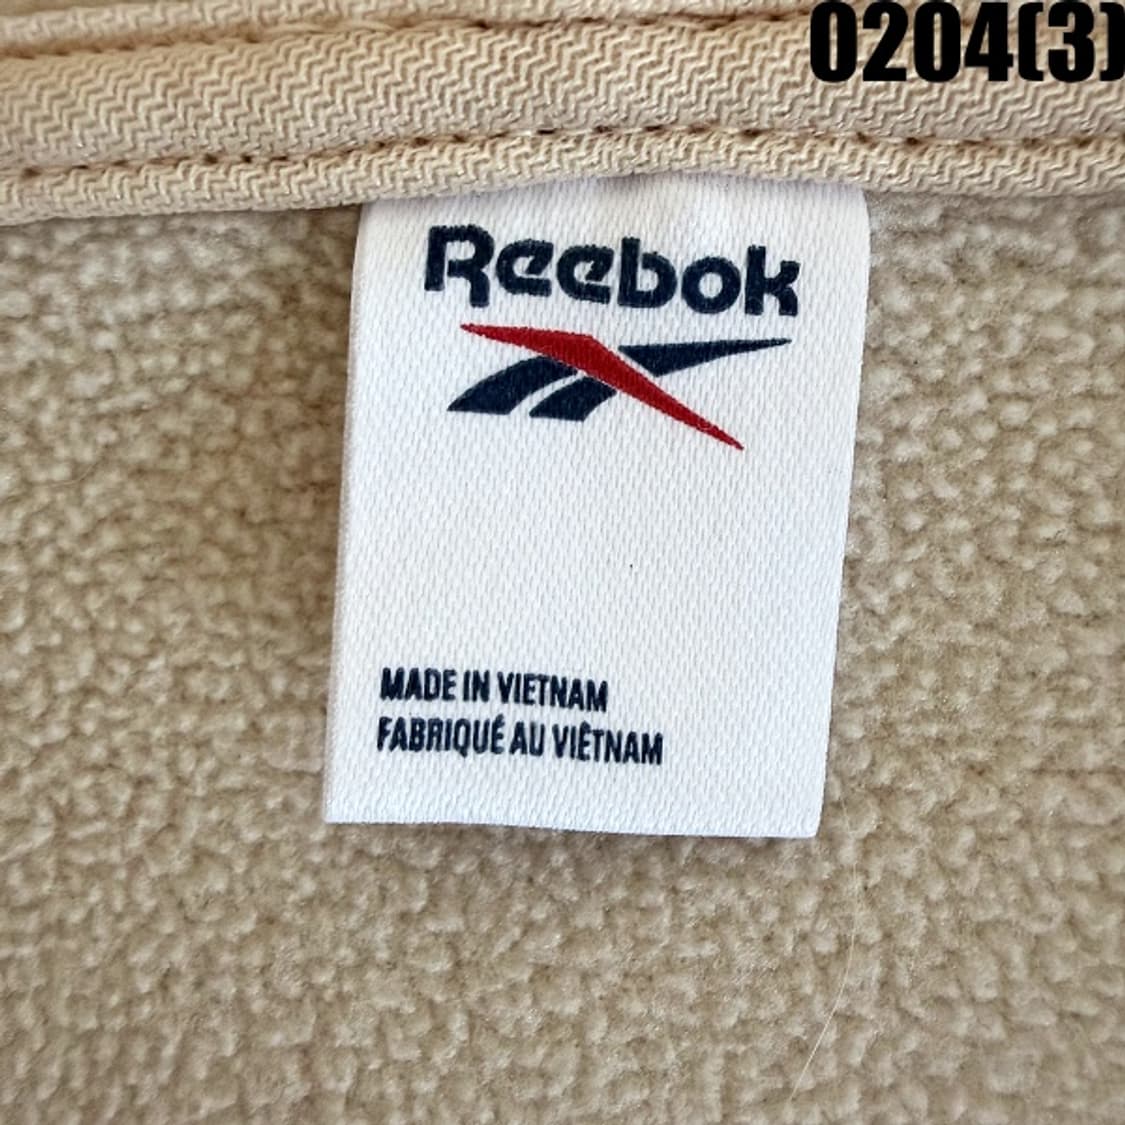 0204(3)
Reebok
MADE IN VIETNAM
FABRIQUÉ AU VIÊTNAM